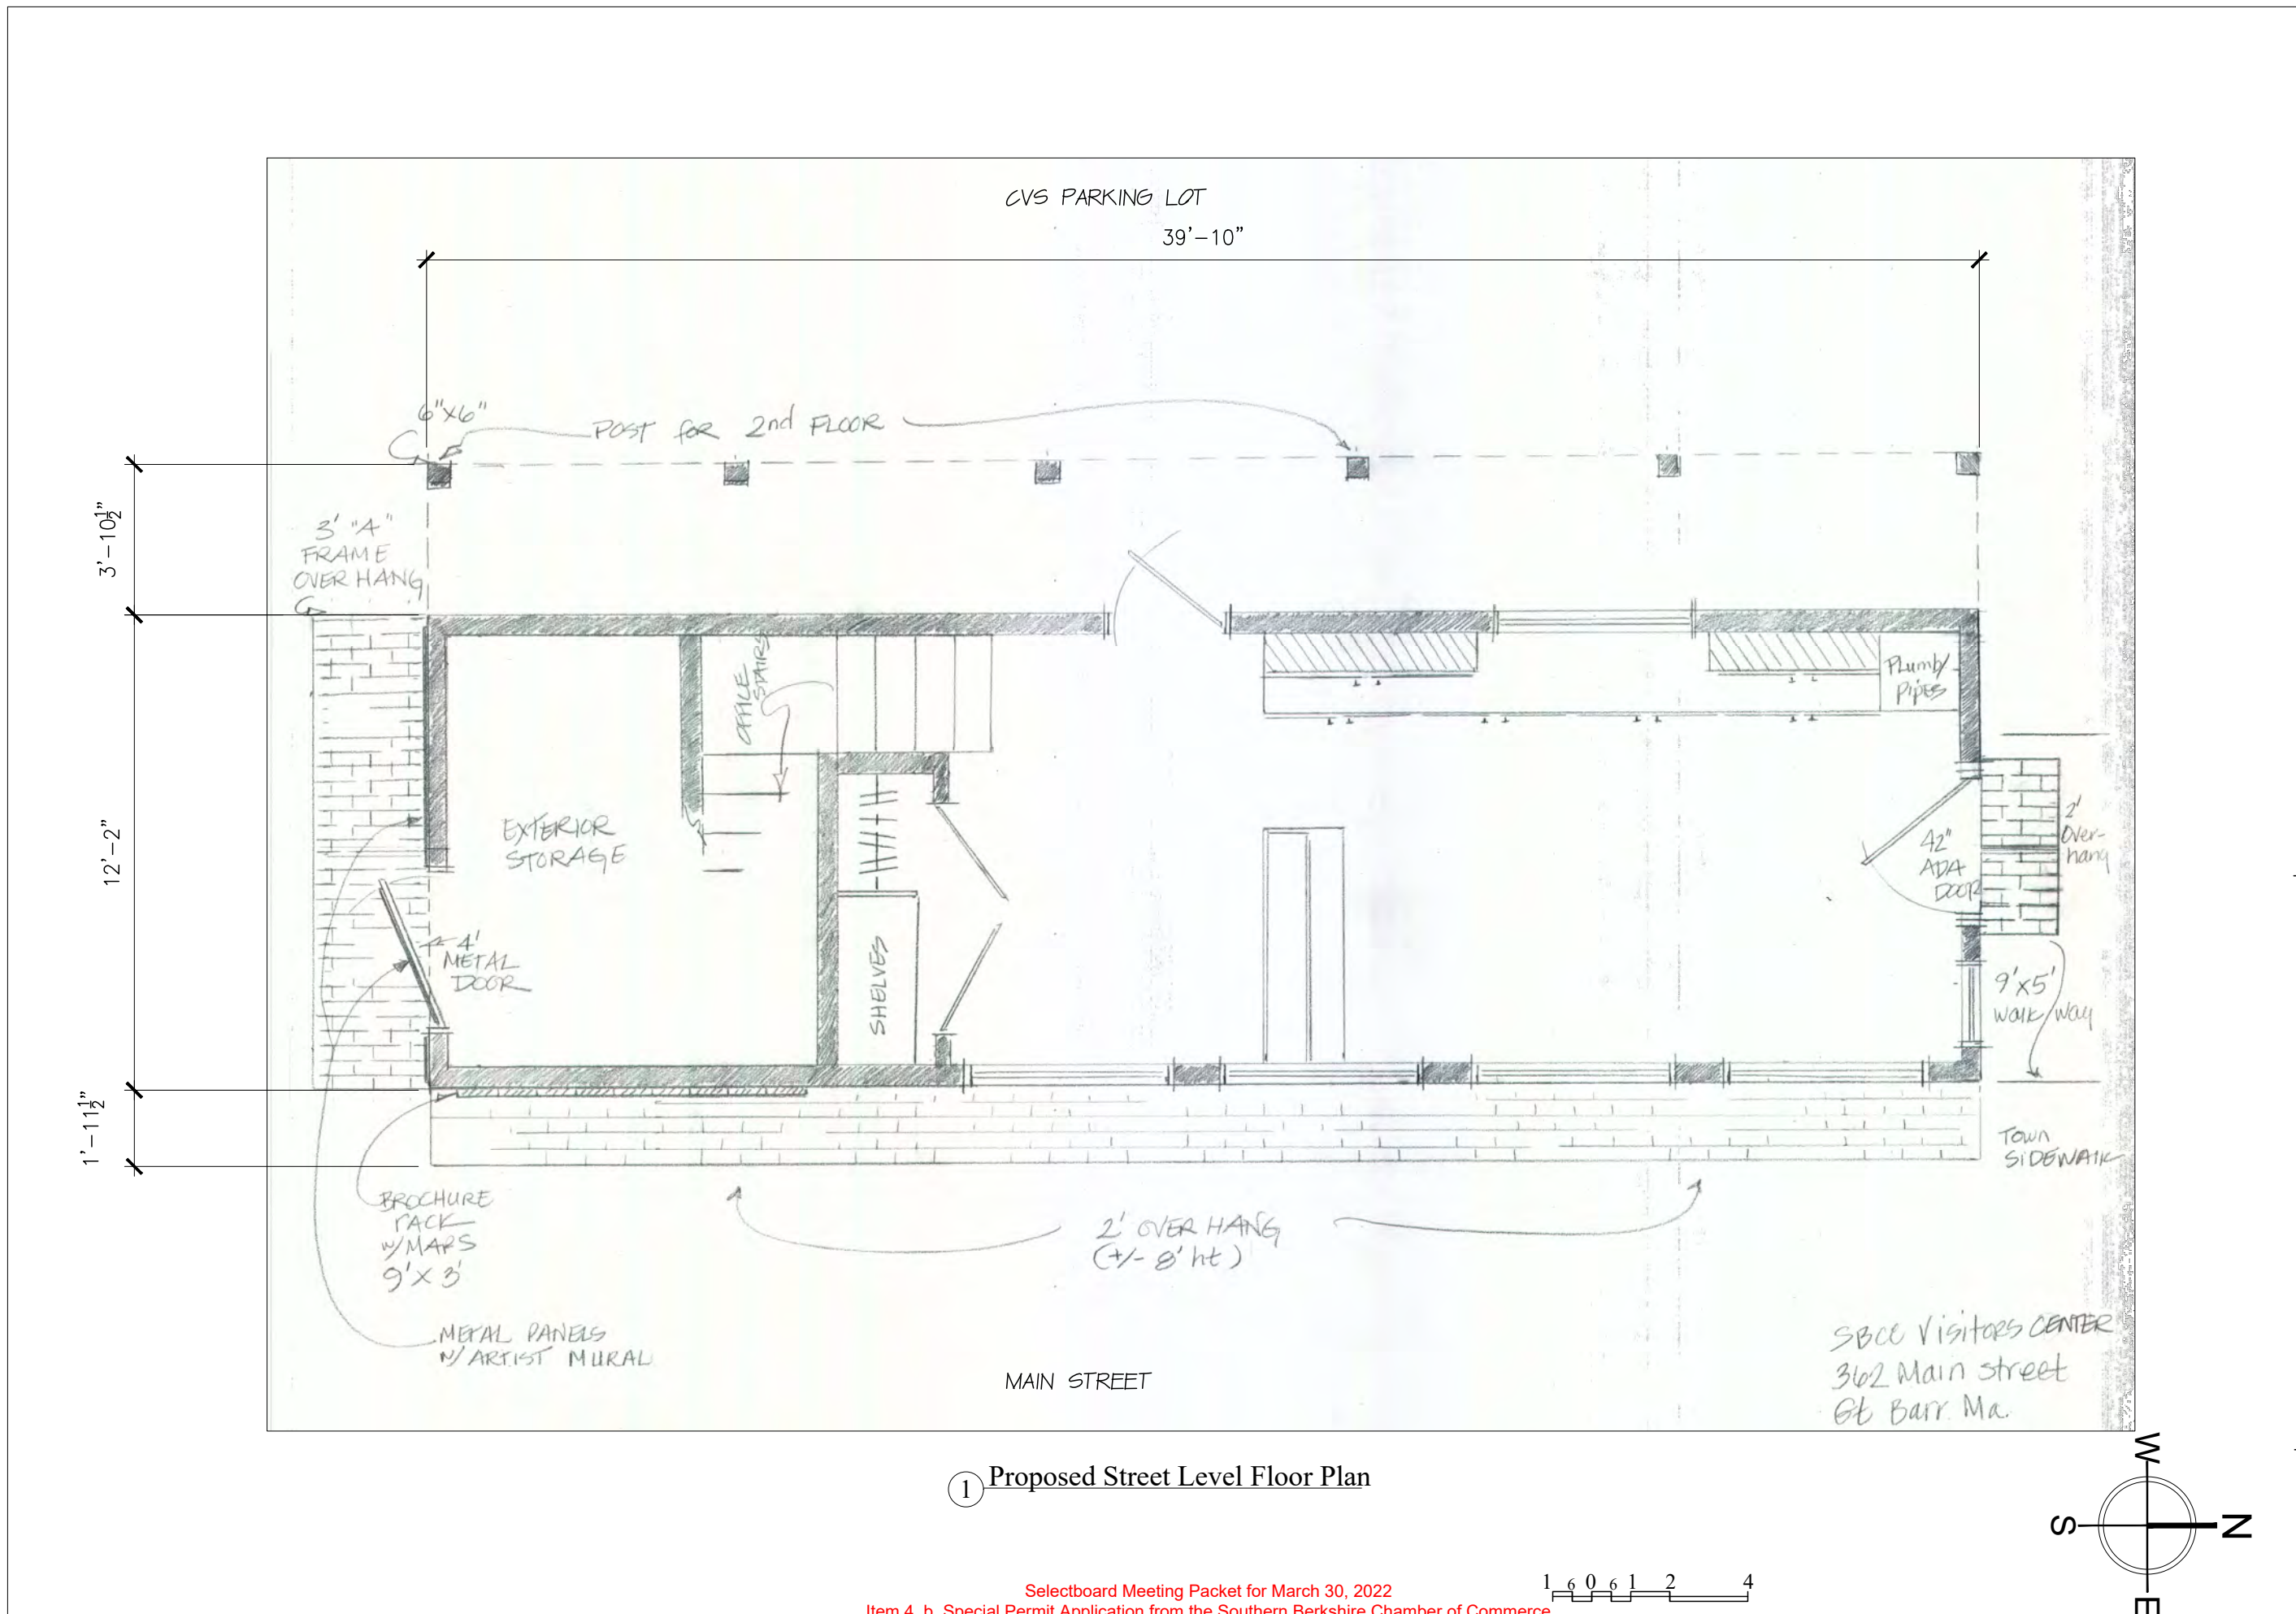 CVS PARKING LOT
39'-10"
6"x6"
POST for 2nd FLOOR
3'-10½"
3' "A"
FRAME
OVER HANG
OFFICE
STAIRS
Plumb/
Pipes
12'-2"
EXTERIOR
STORAGE
2'
Over-
hang
42"
ADA
DOOR
4'
METAL
DOOR
SHELVES
9'x5'
walk/way
1'-11½"
TOWN
SIDEWALK
BROCHURE
rACK
w/MAPS
9'x 3'
2' OVER HANG
(+/- 8' ht)
METAL PANELS
W/ ARTIST MURAL
MAIN STREET
SBCC Visitors CENTER
362 Main street
Gt Barr. Ma.
1 Proposed Street Level Floor Plan
W
S
N
E
1 6 0 6 1 2 4
Selectboard Meeting Packet for March 30, 2022
Item 4. b. Special Permit Application from the Southern Berkshire Chamber of Commerce